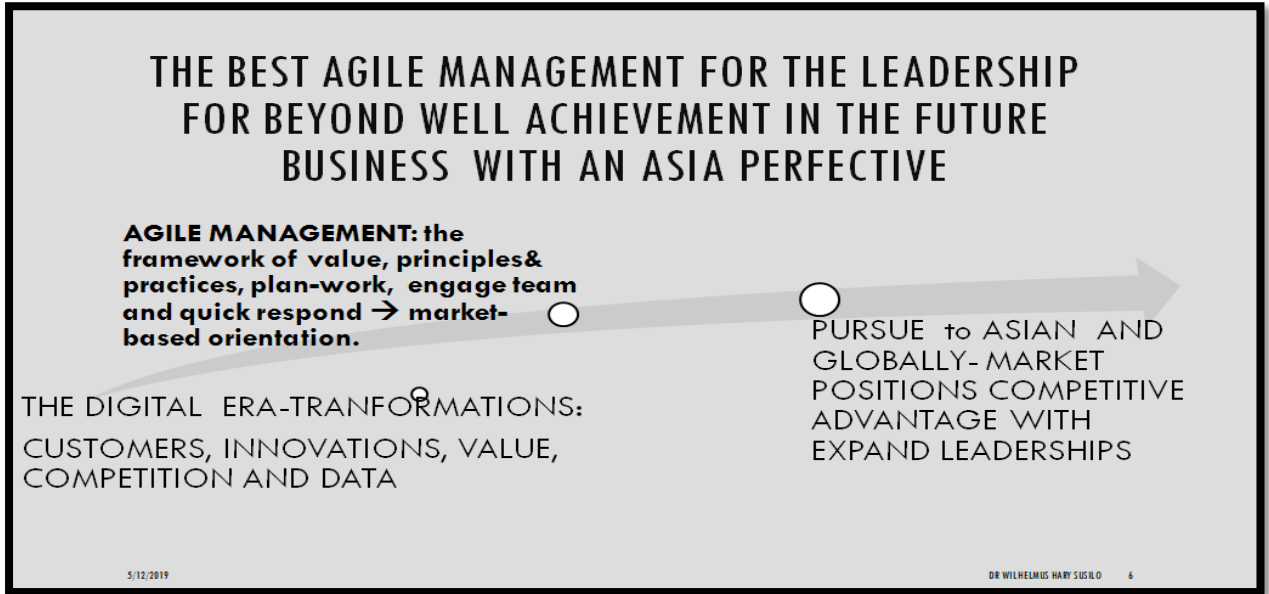 THE BEST AGILE MANAGEMENT FOR THE LEADERSHIP
FOR BEYOND WELL ACHIEVEMENT IN THE FUTURE
BUSINESS WITH AN ASIA PERFECTIVE
AGILE MANAGEMENT: the
framework of value, principles&
practices, plan-work, engage team
and quick respond → market-
based orientation.
THE DIGITAL ERA-TRANFORMATIONS:
CUSTOMERS, INNOVATIONS, VALUE,
COMPETITION AND DATA
PURSUE to ASIAN AND
GLOBALLY- MARKET
POSITIONS COMPETITIVE
ADVANTAGE WITH
EXPAND LEADERSHIPS
5/12/2019
DR WILHELMUS HARY SUSILO 6